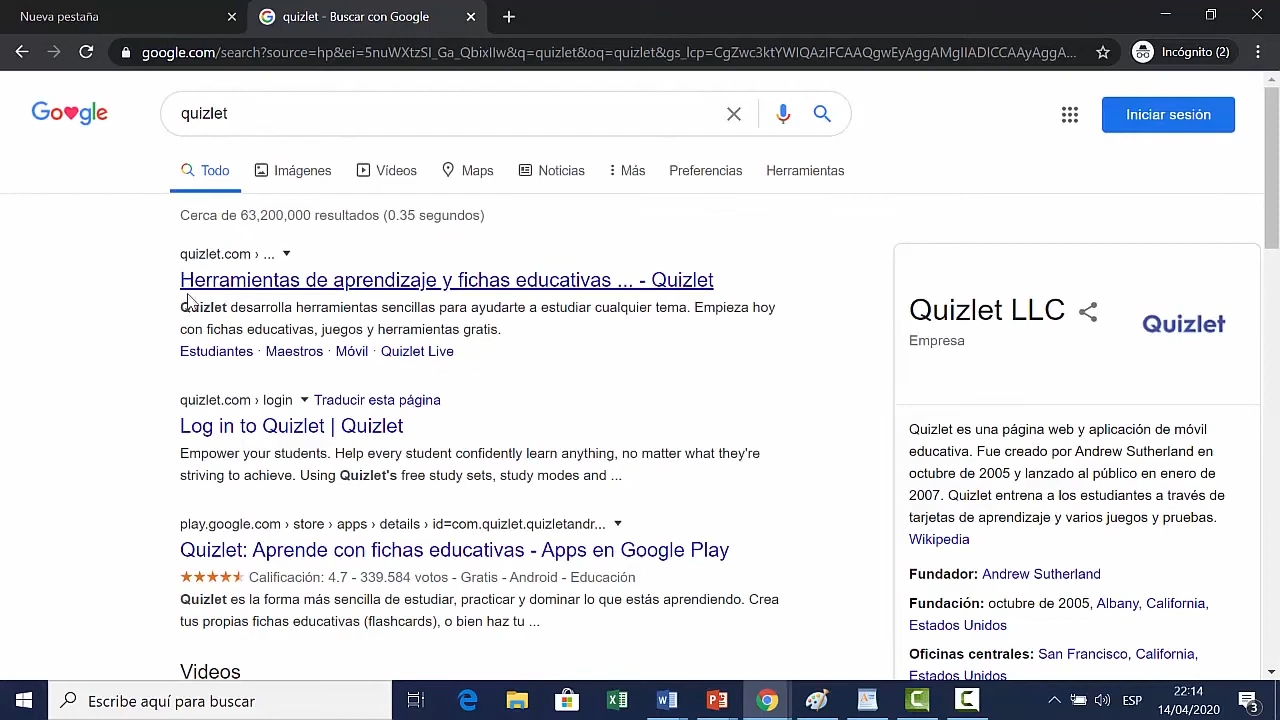 Nueva pestaña
quizlet - Buscar con Google
google.com/search?source=hp&ei=5nuWXtzSI_Ga_QbixIIw&q=quizlet&oq=quizlet&gs_lcp=CgZwc3ktYWIQAzIFCAAQgwEyAggAMgIIADICCAAyAggA...
Incógnito (2)
Google
quizlet
Iniciar sesión
Todo
Imágenes
Vídeos
Maps
Noticias
Más
Preferencias
Herramientas
Cerca de 63,200,000 resultados (0.35 segundos)
quizlet.com › ...
Herramientas de aprendizaje y fichas educativas ... - Quizlet
Quizlet desarrolla herramientas sencillas para ayudarte a estudiar cualquier tema. Empieza hoy
con fichas educativas, juegos y herramientas gratis.
Estudiantes · Maestros · Móvil · Quizlet Live
quizlet.com › login Traducir esta página
Log in to Quizlet | Quizlet
Empower your students. Help every student confidently learn anything, no matter what they're
striving to achieve. Using Quizlet's free study sets, study modes and ...
play.google.com › store › apps › details › id=com.quizlet.quizletandr...
Quizlet: Aprende con fichas educativas - Apps en Google Play
Calificación: 4.7 - 339.584 votos - Gratis - Android - Educación
Quizlet es la forma más sencilla de estudiar, practicar y dominar lo que estás aprendiendo. Crea
tus propias fichas educativas (flashcards), o bien haz tu ...
Videos
Quizlet LLC
Empresa
Quizlet
Quizlet es una página web y aplicación de móvil
educativa. Fue creado por Andrew Sutherland en
octubre de 2005 y lanzado al público en enero de
2007. Quizlet entrena a los estudiantes a través de
tarjetas de aprendizaje y varios juegos y pruebas.
Wikipedia
Fundador: Andrew Sutherland
Fundación: octubre de 2005, Albany, California,
Estados Unidos
Oficinas centrales: San Francisco, California,
Estados Unidos
Escribe aquí para buscar
ESP
22:14
14/04/2020
3